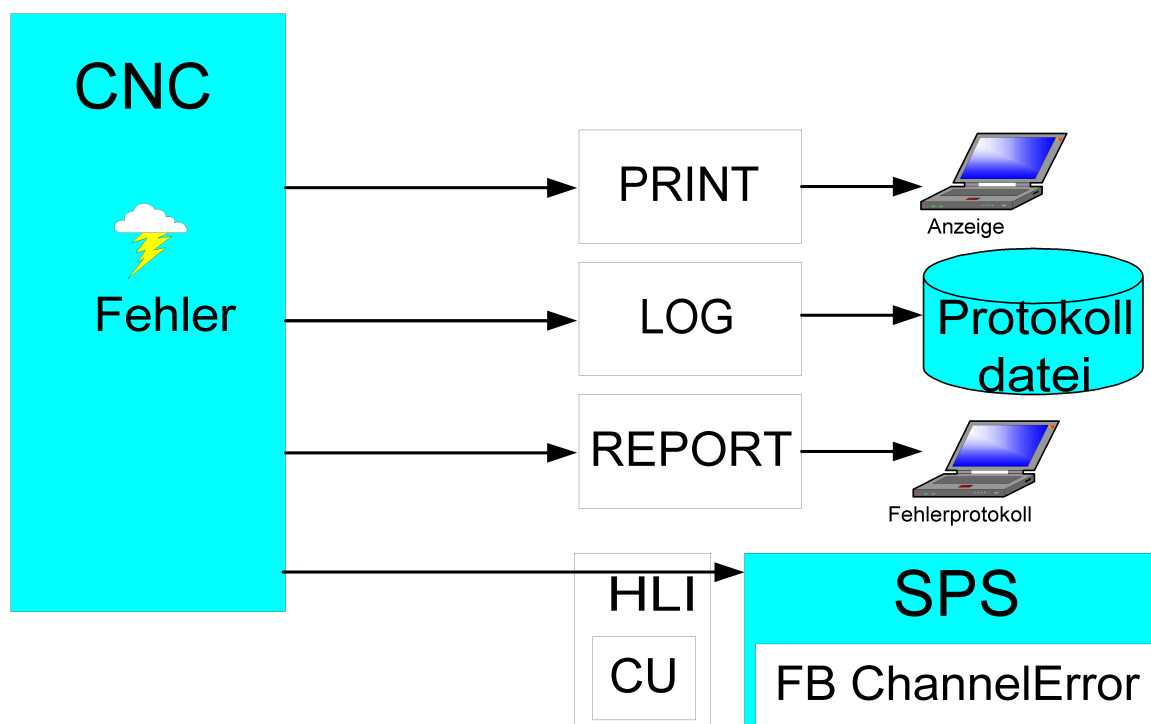 CNC
Fehler
PRINT
Anzeige
LOG
Protokoll
datei
REPORT
Fehlerprotokoll
HLI
CU
SPS
FB ChannelError